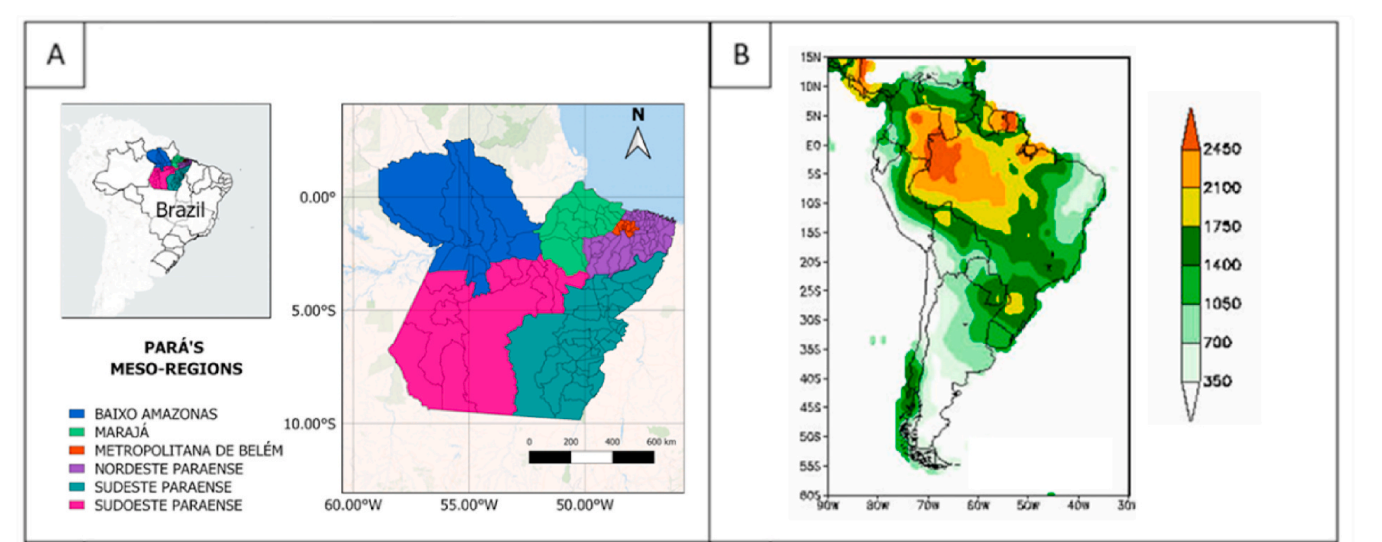 A
Brazil
PARÁ'S
MESO-REGIONS
BAIXO AMAZONAS
MARAJÁ
METROPOLITANA DE BELÉM
NORDESTE PARAENSE
SUDESTE PARAENSE
SUDOESTE PARAENSE
N
0.00°
5.00°S
10.00°S
0 200 400 600 km
60.00°W 55.00°W 50.00°W
B
15N
10N
5N
EQ
5S
10S
15S
20S
25S
30S
35S
40S
45S
50S
55S
60S
90W 80W 70W 60W 50W 40W 30W
2450
2100
1750
1400
1050
700
350